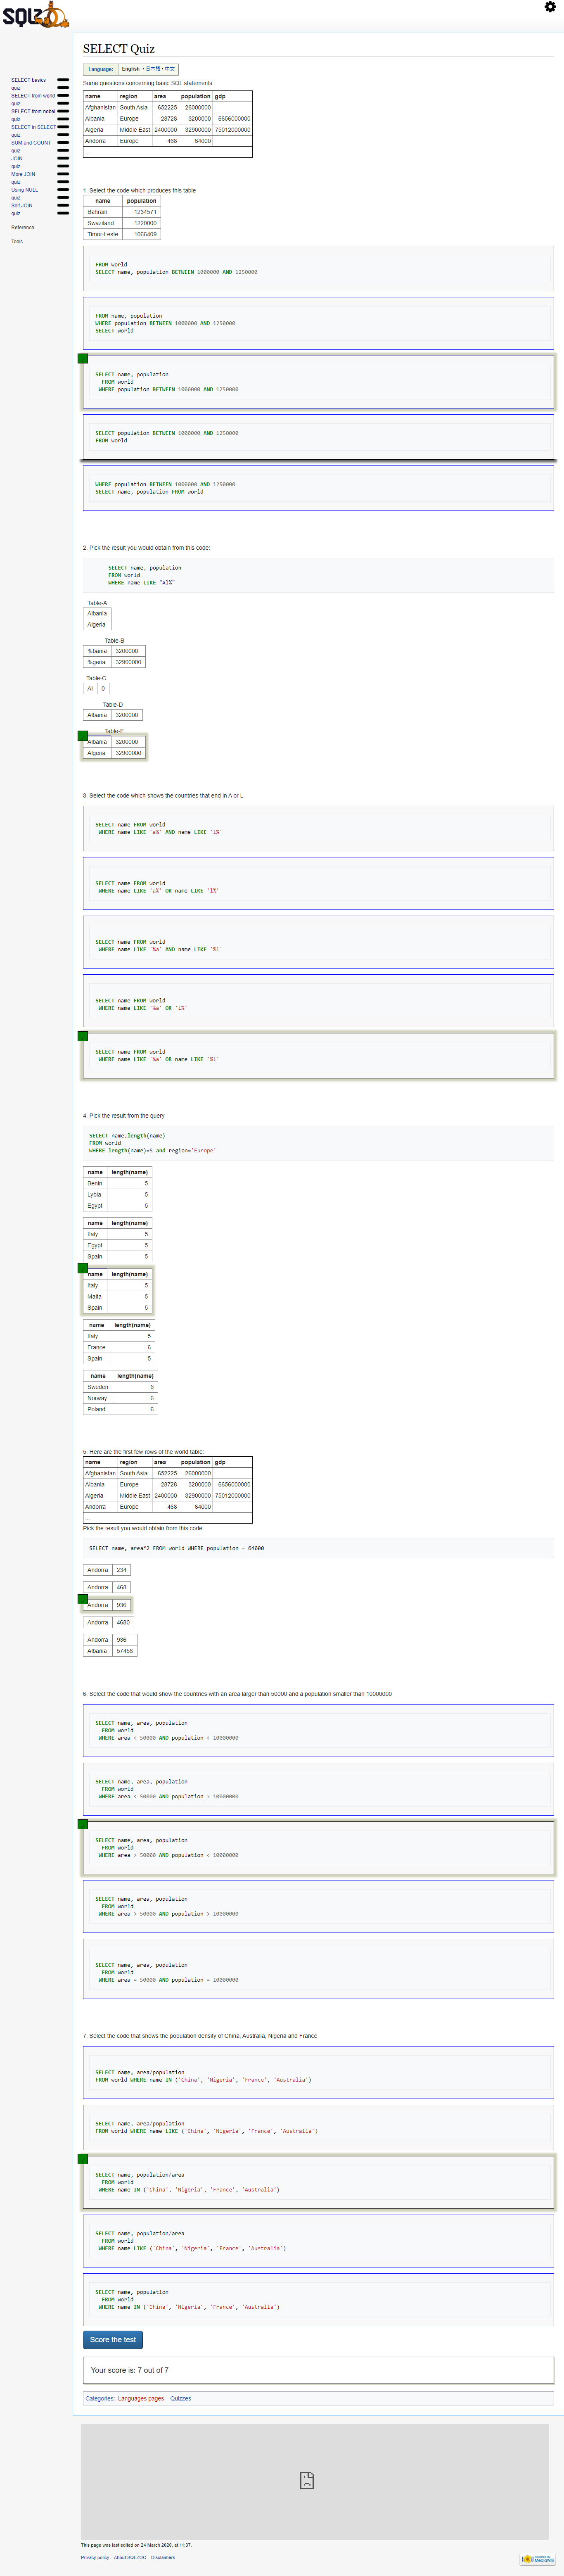 SQLZOO
SELECT basics
quiz
SELECT from world
quiz
SELECT from nobel
quiz
SELECT in SELECT
quiz
SUM and COUNT
quiz
JOIN
quiz
More JOIN
quiz
Using NULL
quiz
Self JOIN
quiz
Reference
Tools
SELECT Quiz
Language: English • 日本語 • 中文
Some questions concerning basic SQL statements
name region area population gdp
Afghanistan South Asia 652225 26000000
Albania Europe 28728 3200000 6656000000
Algeria Middle East 2400000 32900000 75012000000
Andorra Europe 468 64000
...
1. Select the code which produces this table
name population
Bahrain 1234571
Swaziland 1220000
Timor-Leste 1066409
FROM world
SELECT name, population BETWEEN 1000000 AND 1250000
FROM name, population
WHERE population BETWEEN 1000000 AND 1250000
SELECT world
SELECT name, population
FROM world
WHERE population BETWEEN 1000000 AND 1250000
SELECT population BETWEEN 1000000 AND 1250000
FROM world
WHERE population BETWEEN 1000000 AND 1250000
SELECT name, population FROM world
2. Pick the result you would obtain from this code:
SELECT name, population
FROM world
WHERE name LIKE "Al%"
Table-A
Albania
Algeria
Table-B
%bania 3200000
%geria 32900000
Table-C
Al 0
Table-D
Albania 3200000
Table-E
Albania 3200000
Algeria 32900000
3. Select the code which shows the countries that end in A or L
SELECT name FROM world
WHERE name LIKE 'a%' AND name LIKE 'l%'
SELECT name FROM world
WHERE name LIKE 'a%' OR name LIKE 'l%'
SELECT name FROM world
WHERE name LIKE '%a' AND name LIKE '%l'
SELECT name FROM world
WHERE name LIKE '%a' OR 'l%'
SELECT name FROM world
WHERE name LIKE '%a' OR name LIKE '%l'
4. Pick the result from the query
SELECT name,length(name)
FROM world
WHERE length(name)=5 and region='Europe'
name length(name)
Benin 5
Lybia 5
Egypt 5
name length(name)
Italy 5
Egypt 5
Spain 5
name length(name)
Italy 5
Malta 5
Spain 5
name length(name)
Italy 5
France 6
Spain 5
name length(name)
Sweden 6
Norway 6
Poland 6
5. Here are the first few rows of the world table:
name region area population gdp
Afghanistan South Asia 652225 26000000
Albania Europe 28728 3200000 6656000000
Algeria Middle East 2400000 32900000 75012000000
Andorra Europe 468 64000
...
Pick the result you would obtain from this code:
SELECT name, area*2 FROM world WHERE population = 64000
Andorra 234
Andorra 468
Andorra 936
Andorra 4680
Andorra 936
Albania 57456
6. Select the code that would show the countries with an area larger than 50000 and a population smaller than 10000000
SELECT name, area, population
FROM world
WHERE area < 50000 AND population < 10000000
SELECT name, area, population
FROM world
WHERE area < 50000 AND population > 10000000
SELECT name, area, population
FROM world
WHERE area > 50000 AND population < 10000000
SELECT name, area, population
FROM world
WHERE area > 50000 AND population > 10000000
SELECT name, area, population
FROM world
WHERE area = 50000 AND population = 10000000
7. Select the code that shows the population density of China, Australia, Nigeria and France
SELECT name, area/population
FROM world WHERE name IN ('China', 'Nigeria', 'France', 'Australia')
SELECT name, area/population
FROM world WHERE name LIKE ('China', 'Nigeria', 'France', 'Australia')
SELECT name, population/area
FROM world
WHERE name IN ('China', 'Nigeria', 'France', 'Australia')
SELECT name, population/area
FROM world
WHERE name LIKE ('China', 'Nigeria', 'France', 'Australia')
SELECT name, population
FROM world
WHERE name IN ('China', 'Nigeria', 'France', 'Australia')
Score the test
Your score is: 7 out of 7
Categories: Languages pages | Quizzes
This page was last edited on 24 March 2020, at 11:37.
Privacy policy About SQLZOO Disclaimers
MediaWiki